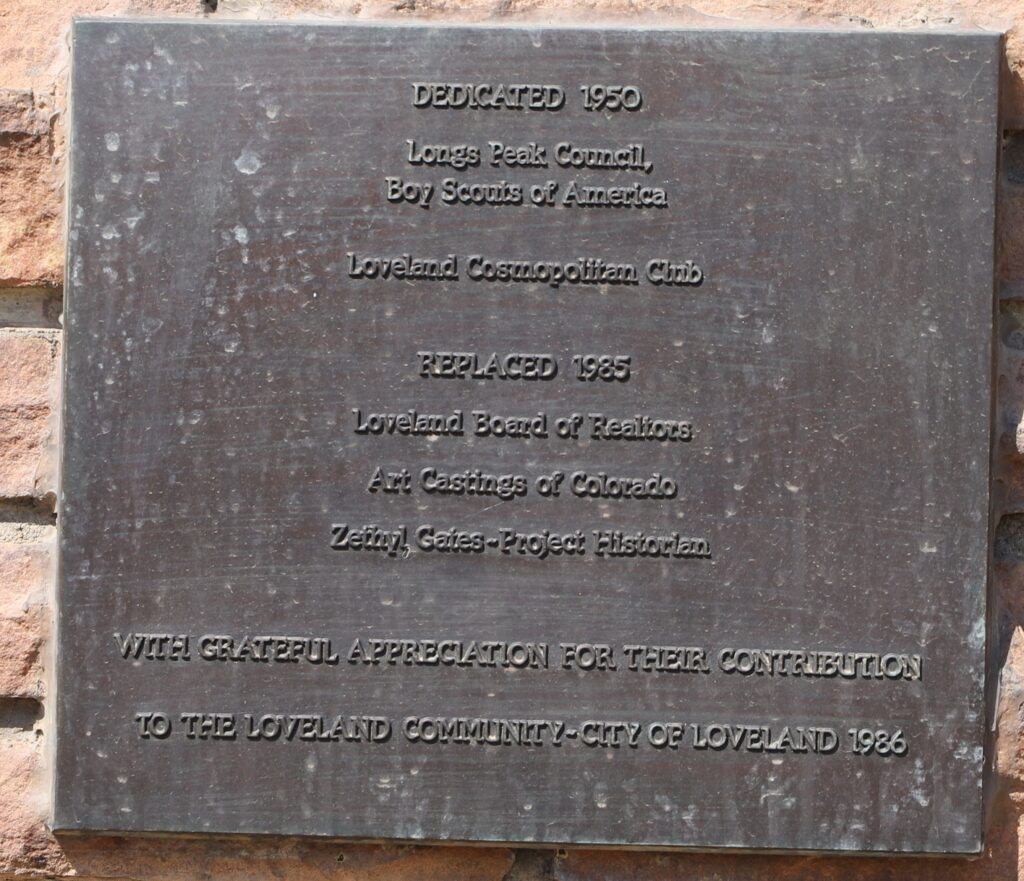 DEDICATED 1950
Longs Peak Council,
Boy Scouts of America
Loveland Cosmopolitan Club
REPLACED 1985
Loveland Board of Realtors
Art Castings of Colorado
Zethyl Gates-Project Historian
WITH GRATEFUL APPRECIATION FOR THEIR CONTRIBUTION
TO THE LOVELAND COMMUNITY-CITY OF LOVELAND 1986